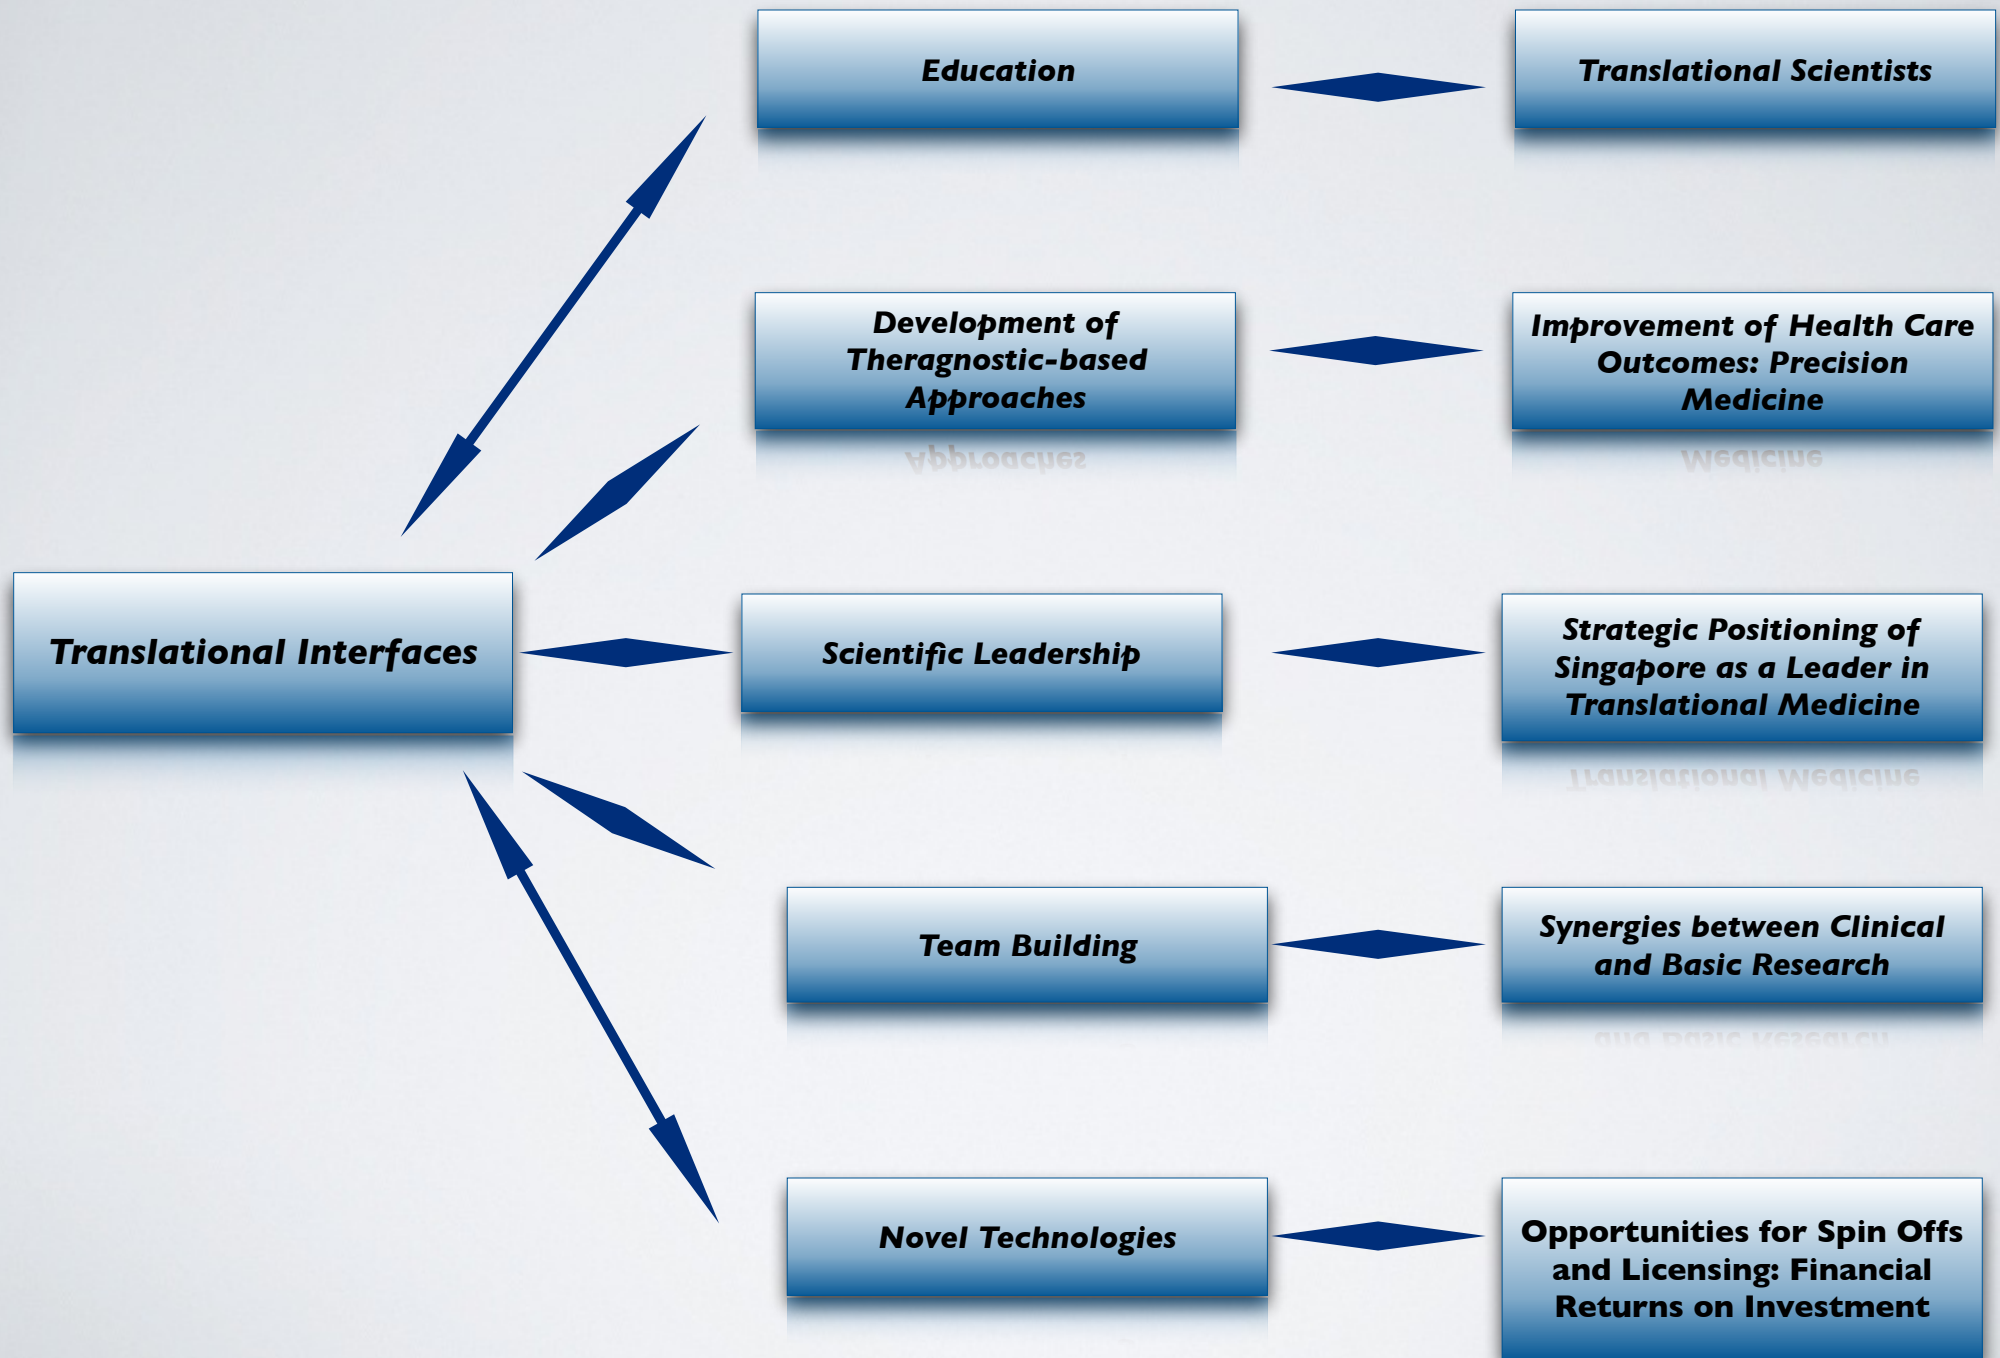 Education
Translational Scientists
Development of
Theragnostic-based
Approaches
Improvement of Health Care
Outcomes: Precision
Medicine
Translational Interfaces
Scientific Leadership
Strategic Positioning of
Singapore as a Leader in
Translational Medicine
Team Building
Synergies between Clinical
and Basic Research
Novel Technologies
Opportunities for Spin Offs
and Licensing: Financial
Returns on Investment